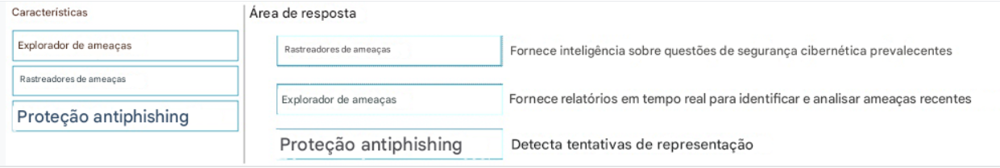 Características
Explorador de ameaças
Rastreadores de ameaças
Proteção antiphishing
Área de resposta
Rastreadores de ameaças
Fornece inteligência sobre questões de segurança cibernética prevalecentes
Explorador de ameaças
Fornece relatórios em tempo real para identificar e analisar ameaças recentes
Proteção antiphishing
Detecta tentativas de representação